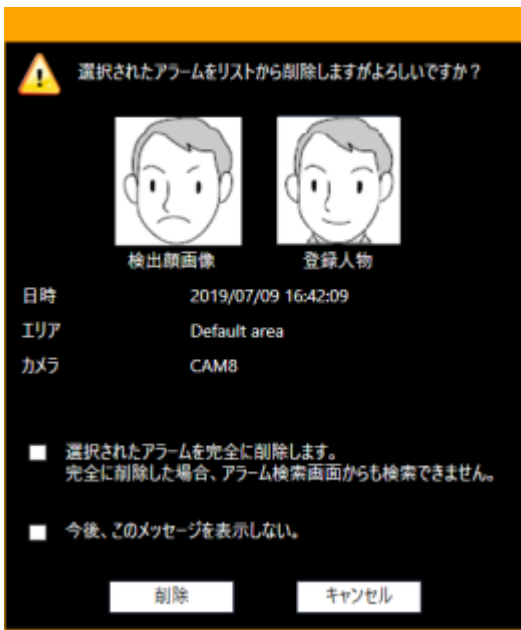 選択されたアラームをリストから削除しますがよろしいですか？
検出顔画像 登録人物
日時 2019/07/09 16:42:09
エリア Default area
カメラ CAM8
選択されたアラームを完全に削除します。
完全に削除した場合、アラーム検索画面からも検索できません。
今後、このメッセージを表示しない。
削除 キャンセル